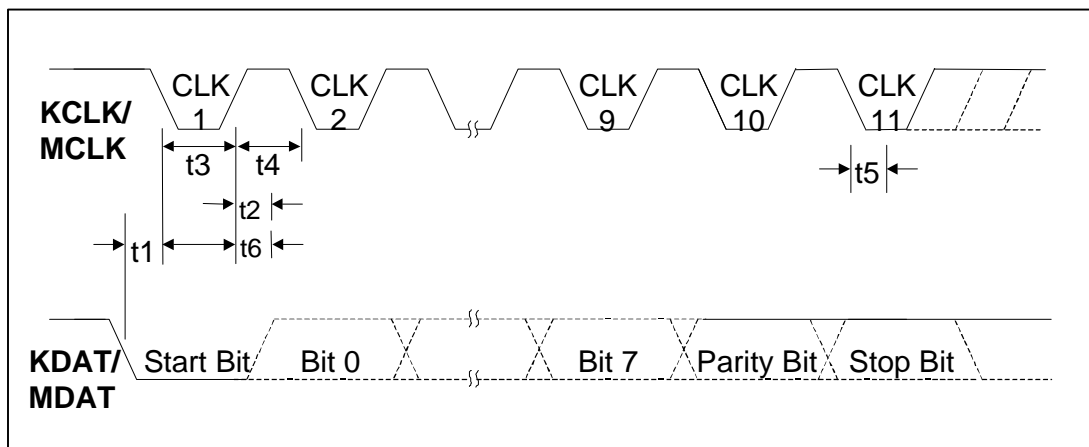 CLK
1
CLK
2
CLK
9
CLK
10
CLK
11
KCLK/
MCLK
t3
t4
t5
t2
t1
t6
KDAT/
MDAT
Start Bit
Bit 0
Bit 7
Parity Bit
Stop Bit